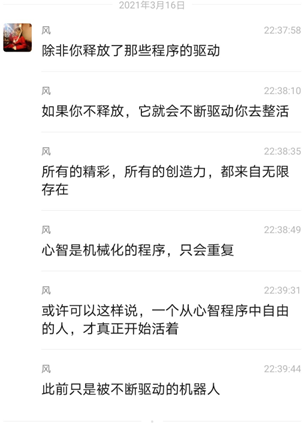 2021年3月16日
风 22:37:58
除非你释放了那些程序的驱动
风 22:38:10
如果你不释放，它就会不断驱动你去整活
风 22:38:35
所有的精彩，所有的创造力，都来自无限
存在
风 22:38:49
心智是机械化的程序，只会重复
风 22:39:31
或许可以这样说，一个从心智程序中自由
的人，才真正开始活着
风 22:39:44
此前只是被不断驱动的机器人